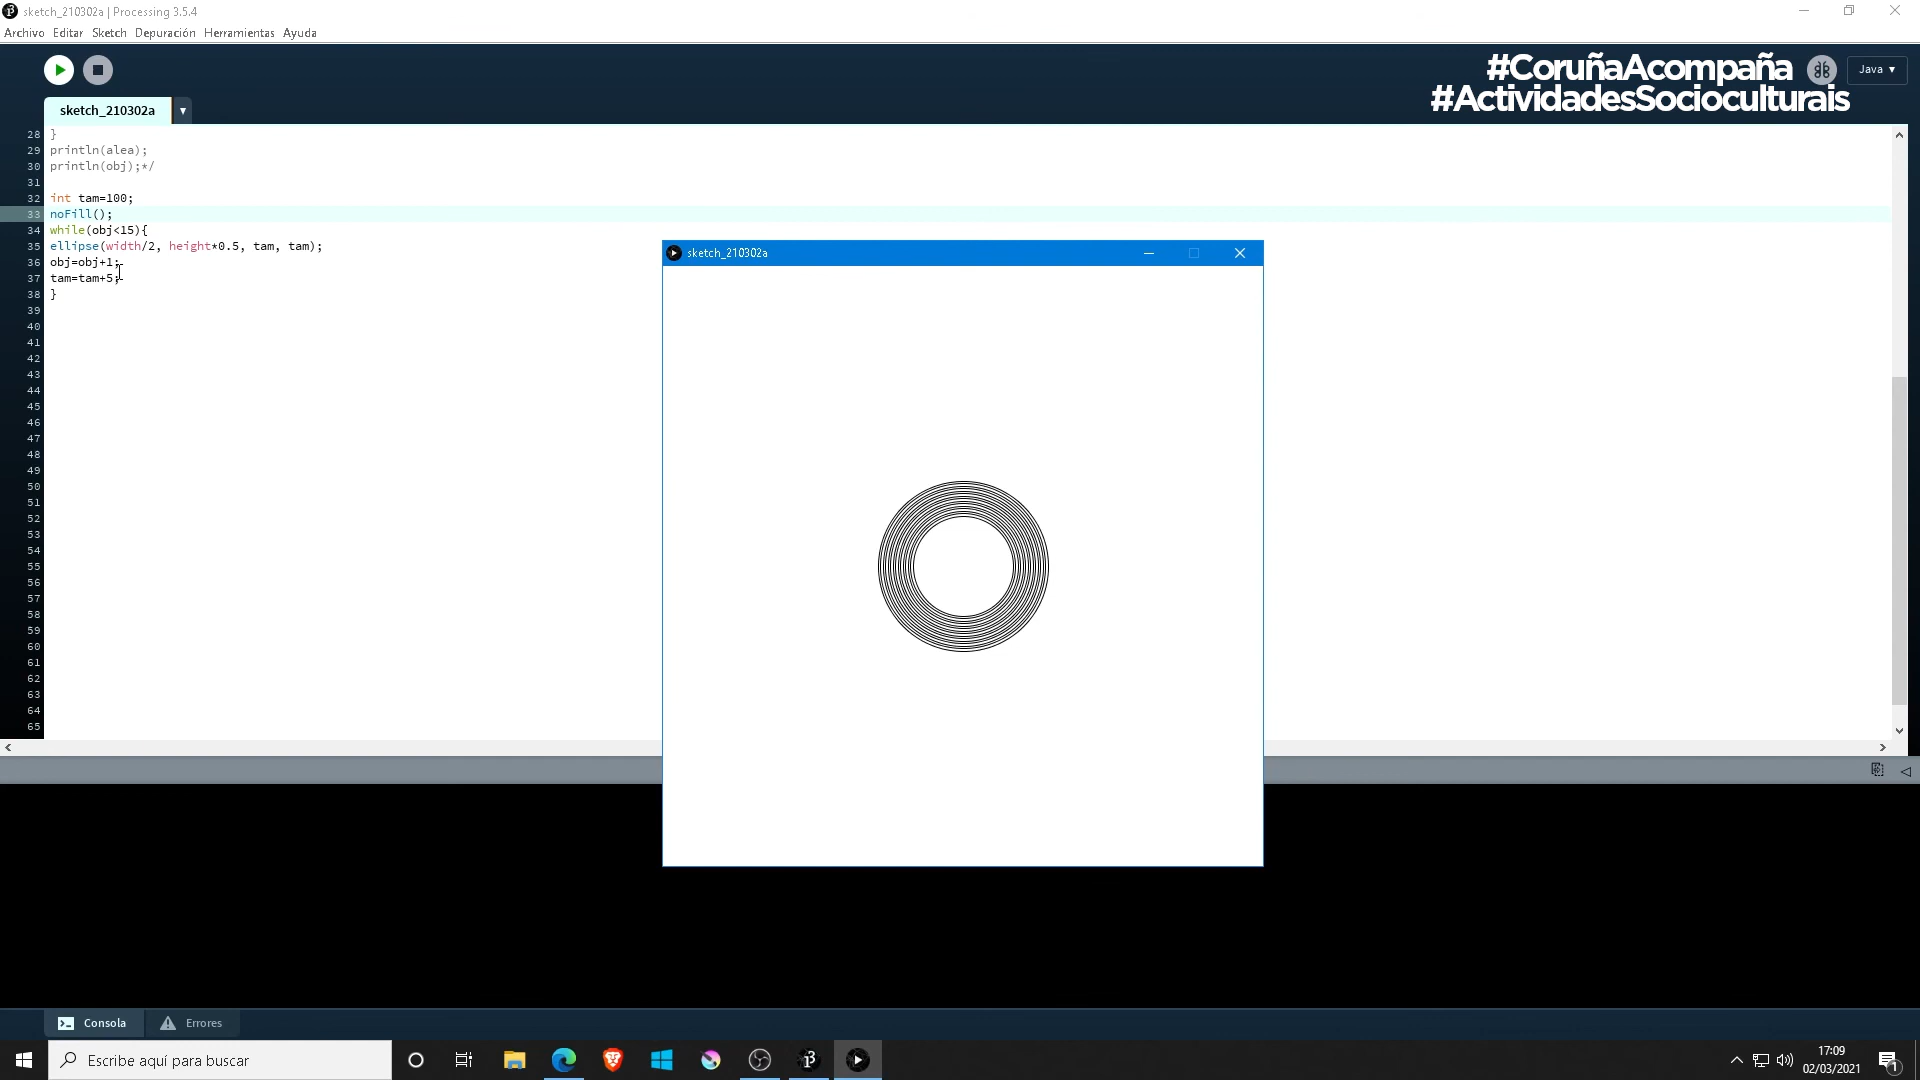 sketch_210302a | Processing 3.5.4
Archivo Editar Sketch Depuración Herramientas Ayuda
#CoruñaAcompaña
#ActividadesSocioculturais
Java ▾
sketch_210302a
28 }
29 println(alea);
30 println(obj);*/
31
32 int tam=100;
33 noFill();
34 while(obj<15){
35 ellipse(width/2, height*0.5, tam, tam);
36 obj=obj+1;
37 tam=tam+5;
38 }
39
40
41
42
43
44
45
46
47
48
49
50
51
52
53
54
55
56
57
58
59
60
61
62
63
64
65
sketch_210302a
Consola Errores
Escribe aquí para buscar
17:09
02/03/2021
1